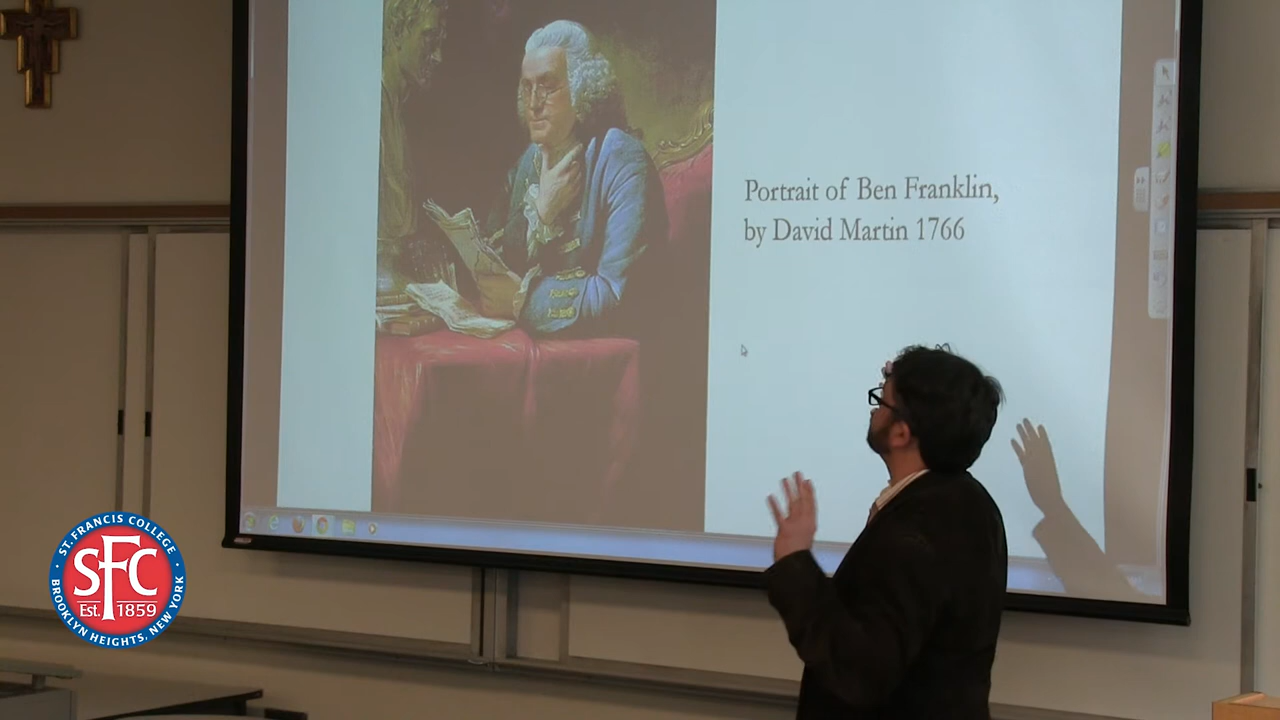 Portrait of Ben Franklin,
by David Martin 1766
ST. FRANCIS COLLEGE
SFC
Est. 1859
BROOKLYN HEIGHTS, NEW YORK